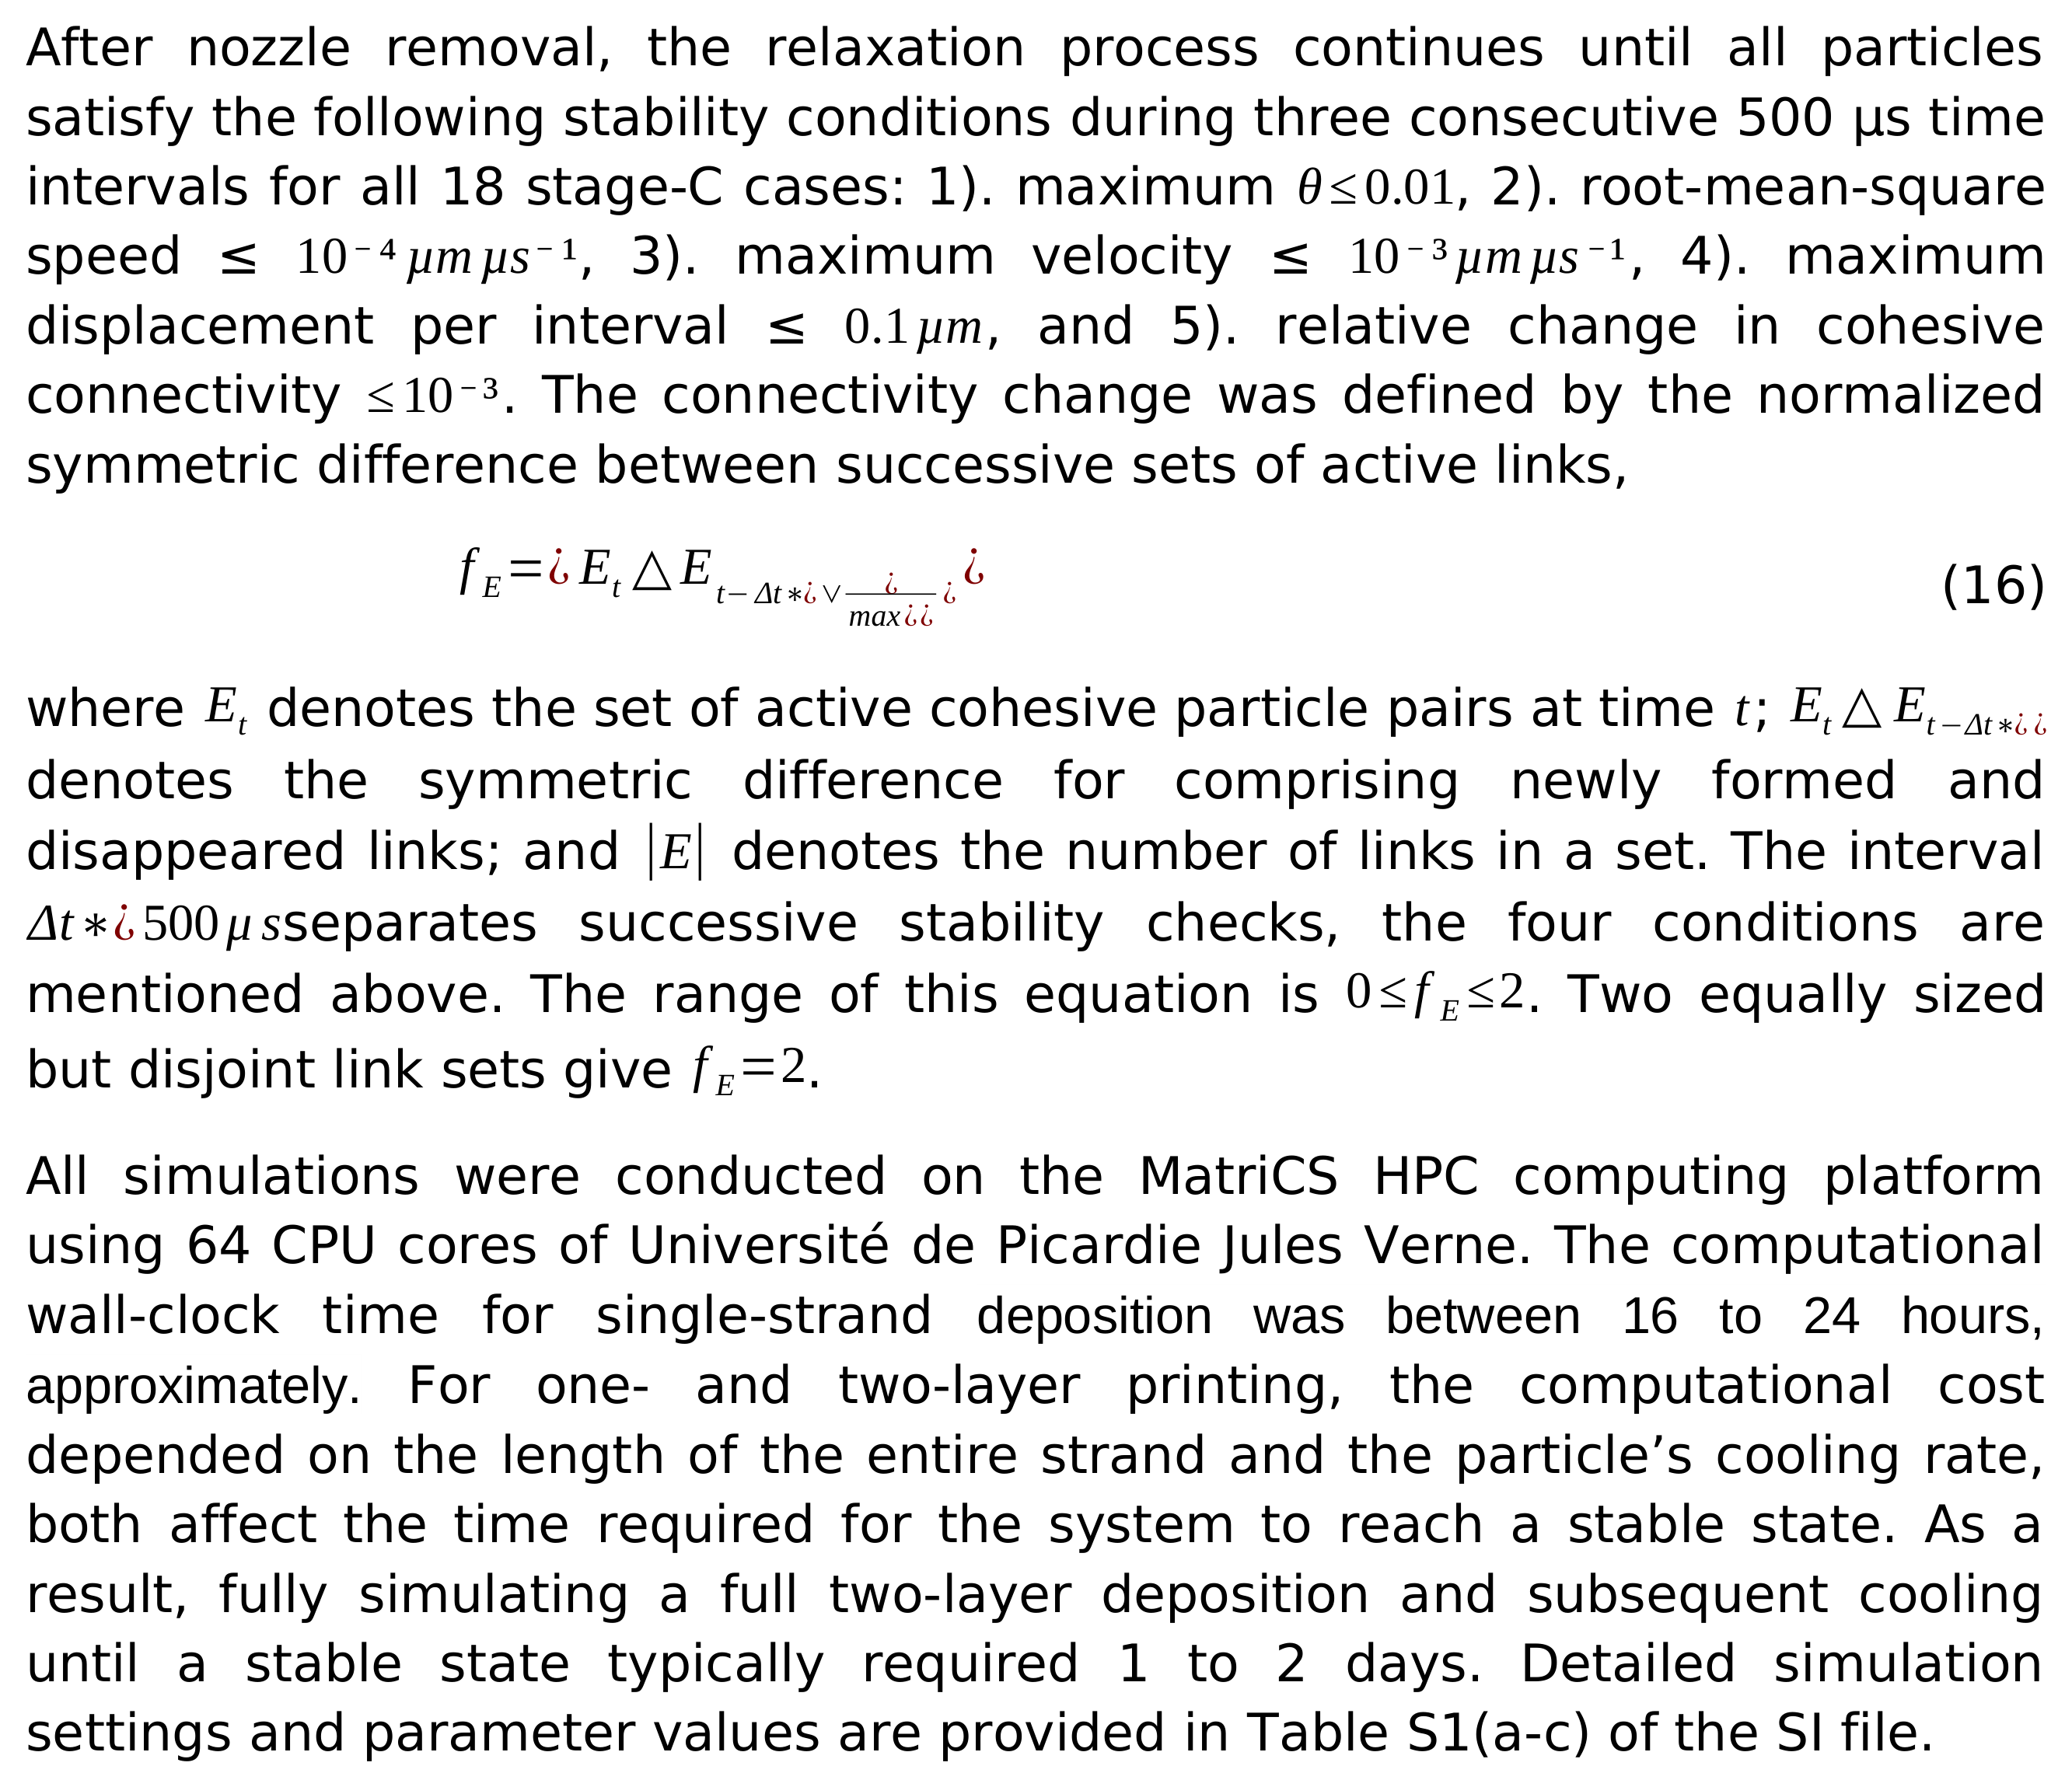 After nozzle removal, the relaxation process continues until all particles
satisfy the following stability conditions during three consecutive 500 µs time
intervals for all 18 stage-C cases: 1). maximum θ≤0.01, 2). root-mean-square
speed ≤ 10⁻⁴ µm µs⁻¹, 3). maximum velocity ≤ 10⁻³ µm µs⁻¹, 4). maximum
displacement per interval ≤ 0.1 µm, and 5). relative change in cohesive
connectivity ≤10⁻³. The connectivity change was defined by the normalized
symmetric difference between successive sets of active links,
f_E=¿ E_t △ E_{t−Δt*¿∨\frac{¿}{max¿¿}¿}¿ (16)
where E_t denotes the set of active cohesive particle pairs at time t; E_t △ E_{t−Δt*¿¿}
denotes the symmetric difference for comprising newly formed and
disappeared links; and |E| denotes the number of links in a set. The interval
Δt*¿500 µ sseparates successive stability checks, the four conditions are
mentioned above. The range of this equation is 0≤f_E≤2. Two equally sized
but disjoint link sets give f_E=2.
All simulations were conducted on the MatriCS HPC computing platform
using 64 CPU cores of Université de Picardie Jules Verne. The computational
wall-clock time for single-strand deposition was between 16 to 24 hours,
approximately. For one- and two-layer printing, the computational cost
depended on the length of the entire strand and the particle’s cooling rate,
both affect the time required for the system to reach a stable state. As a
result, fully simulating a full two-layer deposition and subsequent cooling
until a stable state typically required 1 to 2 days. Detailed simulation
settings and parameter values are provided in Table S1(a-c) of the SI file.